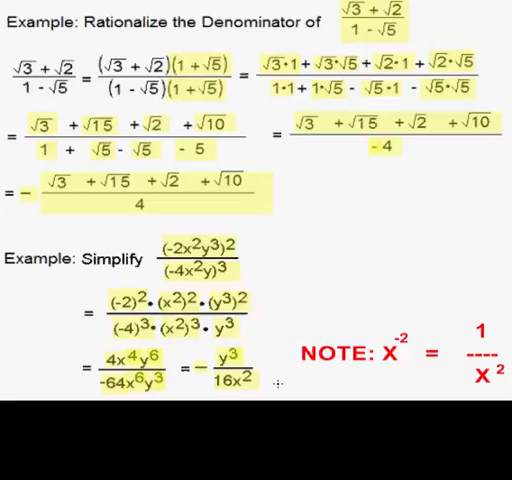 Example: Rationalize the Denominator of (√3 + √2)/(1 - √5)
(√3 + √2)/(1 - √5) = ((√3 + √2)(1 + √5))/((1 - √5)(1 + √5)) = (√3•1 + √3•√5 + √2•1 + √2•√5)/(1•1 + 1•√5 - √5•1 - √5•√5)
= (√3 + √15 + √2 + √10)/(1 + √5 - √5 - 5) = (√3 + √15 + √2 + √10)/(-4)
= - (√3 + √15 + √2 + √10)/4
Example: Simplify (-2x²y³)²/(-4x²y)³
= ((-2)² • (x²)² • (y³)²)/((-4)³ • (x²)³ • y³)
= 4x⁴y⁶/-64x⁶y³ = - y³/16x²
NOTE: X⁻² = 1/X²